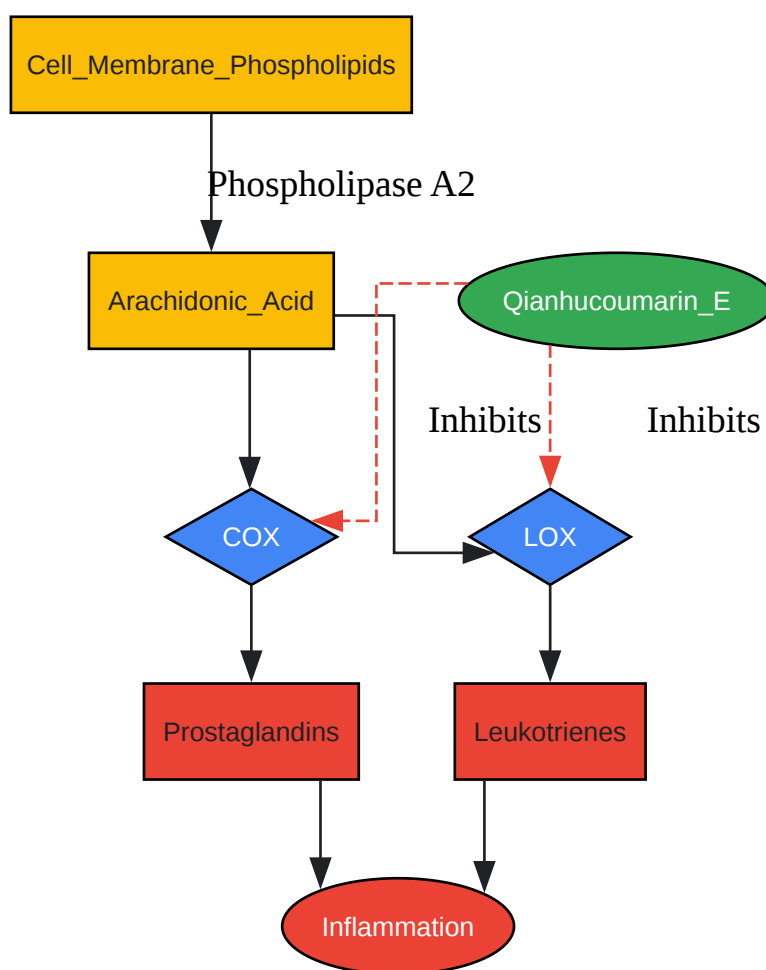 Cell_Membrane_Phospholipids
Phospholipase A2
Arachidonic_Acid
Qianhucoumarin_E
Inhibits
Inhibits
COX
LOX
Prostaglandins
Leukotrienes
Inflammation